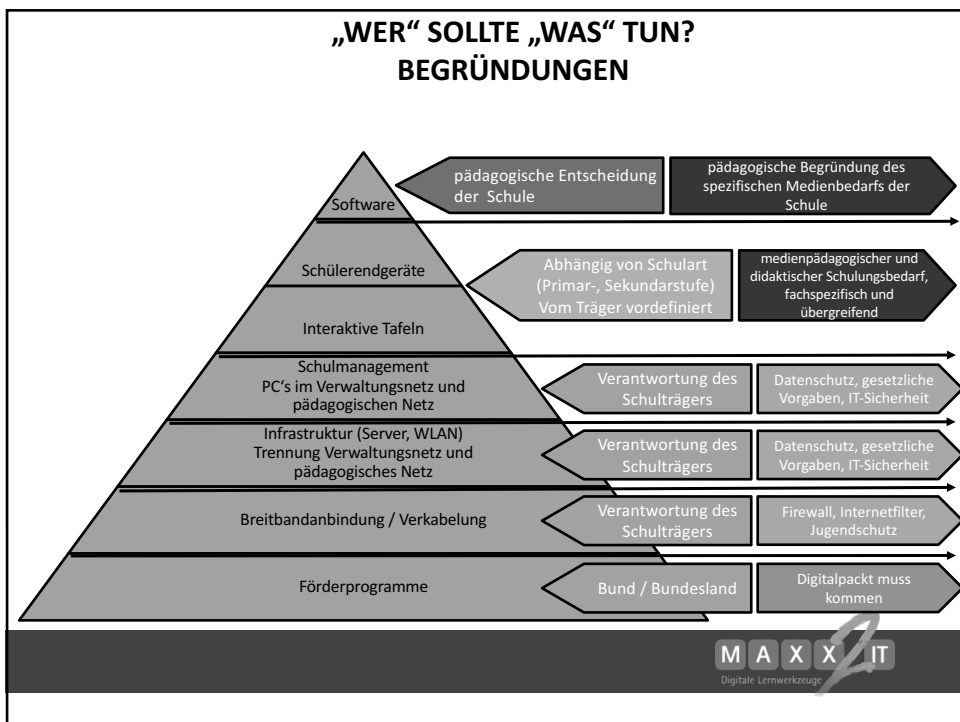 „WER“ SOLLTE „WAS“ TUN?
BEGRÜNDUNGEN
Software
pädagogische Entscheidung
der Schule
pädagogische Begründung des
spezifischen Medienbedarfs der
Schule
Schülerendgeräte
Abhängig von Schulart
(Primar-, Sekundarstufe)
Vom Träger vordefiniert
medienpädagogischer und
didaktischer Schulungsbedarf,
fachspezifisch und
übergreifend
Interaktive Tafeln
Schulmanagement
PC‘s im Verwaltungsnetz und
pädagogischen Netz
Verantwortung des
Schulträgers
Datenschutz, gesetzliche
Vorgaben, IT-Sicherheit
Infrastruktur (Server, WLAN)
Trennung Verwaltungsnetz und
pädagogisches Netz
Verantwortung des
Schulträgers
Datenschutz, gesetzliche
Vorgaben, IT-Sicherheit
Breitbandanbindung / Verkabelung
Verantwortung des
Schulträgers
Firewall, Internetfilter,
Jugendschutz
Förderprogramme
Bund / Bundesland
Digitalpackt muss
kommen
MAXX2IT
Digitale Lernwerkzeuge